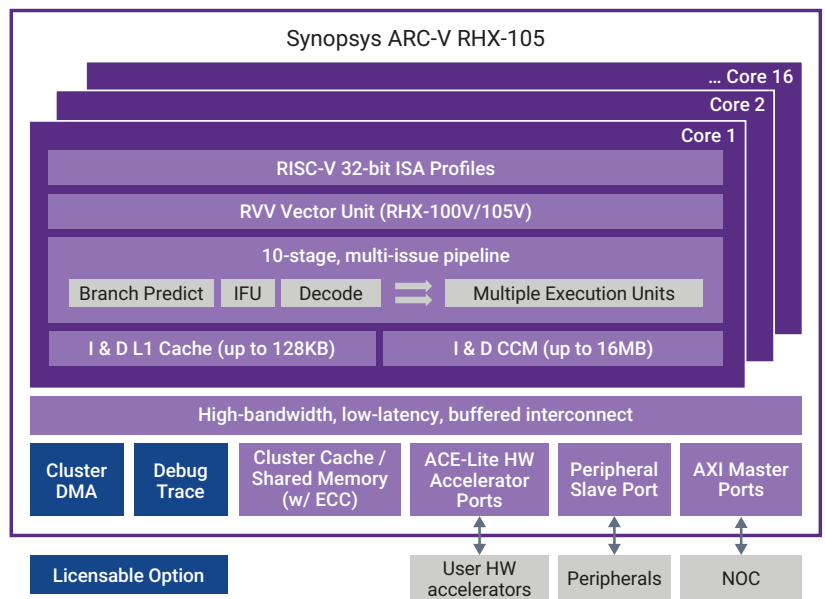 Synopsys ARC-V RHX-105
... Core 16
Core 2
Core 1
RISC-V 32-bit ISA Profiles
RVV Vector Unit (RHX-100V/105V)
10-stage, multi-issue pipeline
Branch Predict
IFU
Decode
Multiple Execution Units
I & D L1 Cache (up to 128KB)
I & D CCM (up to 16MB)
High-bandwidth, low-latency, buffered interconnect
Cluster
DMA
Debug
Trace
Cluster Cache /
Shared Memory
(w/ ECC)
ACE-Lite HW
Accelerator
Ports
Peripheral
Slave Port
AXI Master
Ports
Licensable Option
User HW
accelerators
Peripherals
NOC